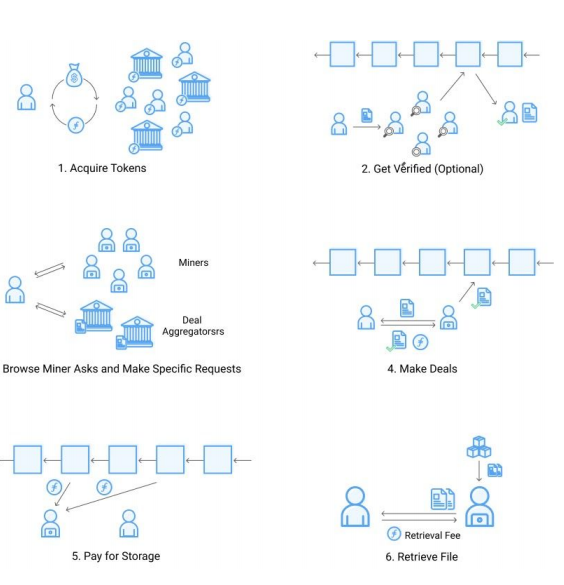 1. Acquire Tokens
2. Get Verified (Optional)
Miners
Deal
Aggregatorsrs
Browse Miner Asks and Make Specific Requests
4. Make Deals
5. Pay for Storage
Retrieval Fee
6. Retrieve File